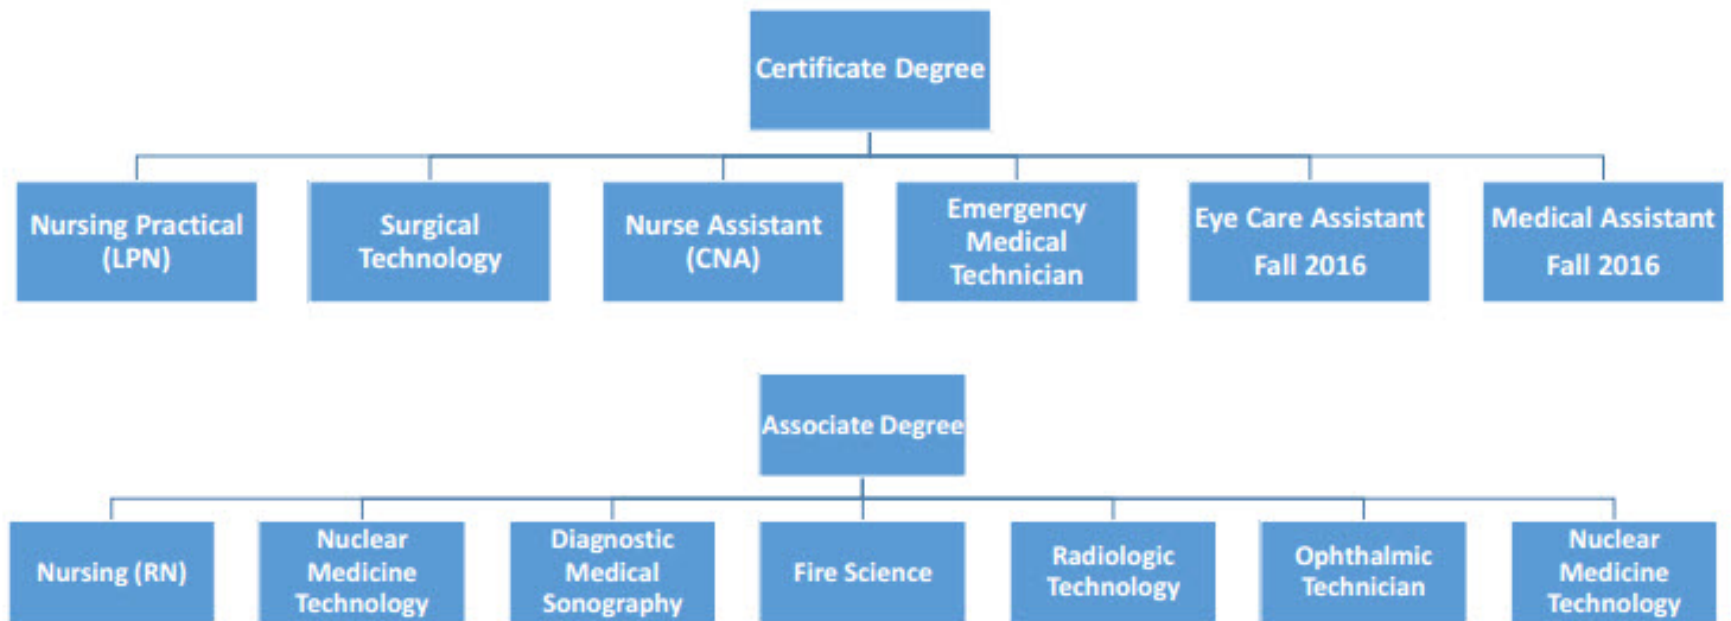 Certificate Degree
Nursing Practical
(LPN)
Surgical
Technology
Nurse Assistant
(CNA)
Emergency
Medical
Technician
Eye Care Assistant
Fall 2016
Medical Assistant
Fall 2016
Associate Degree
Nursing (RN)
Nuclear
Medicine
Technology
Diagnostic
Medical
Sonography
Fire Science
Radiologic
Technology
Ophthalmic
Technician
Nuclear
Medicine
Technology